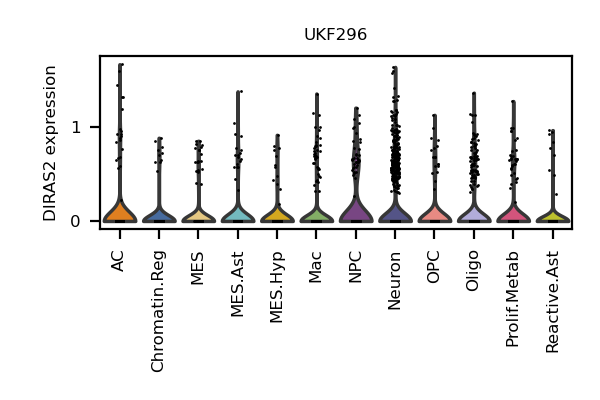 UKF296
DIRAS2 expression
1
0
AC
Chromatin.Reg
MES
MES.Ast
MES.Hyp
Mac
NPC
Neuron
OPC
Oligo
Prolif.Metab
Reactive.Ast